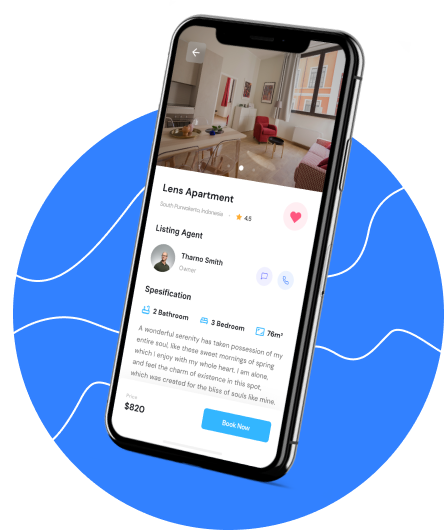 Lens Apartment
South Purwokerto, Indonesia · 4.5
Listing Agent
Tharno Smith
Owner
Spesification
2 Bathroom 3 Bedroom 76m²
A wonderful serenity has taken possession of my
entire soul, like these sweet mornings of spring
which I enjoy with my whole heart. I am alone,
and feel the charm of existence in this spot,
which was created for the bliss of souls like mine.
Price
$820
Book Now